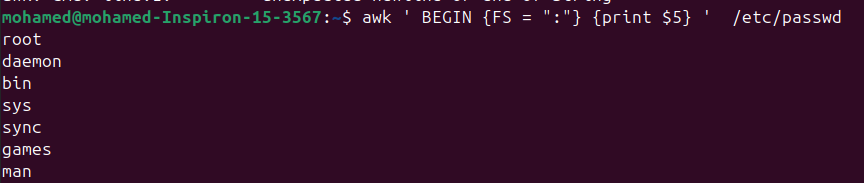 mohamed@mohamed-Inspiron-15-3567:~$ awk ' BEGIN {FS = ":"} {print $5} '  /etc/passwd
root
daemon
bin
sys
sync
games
man